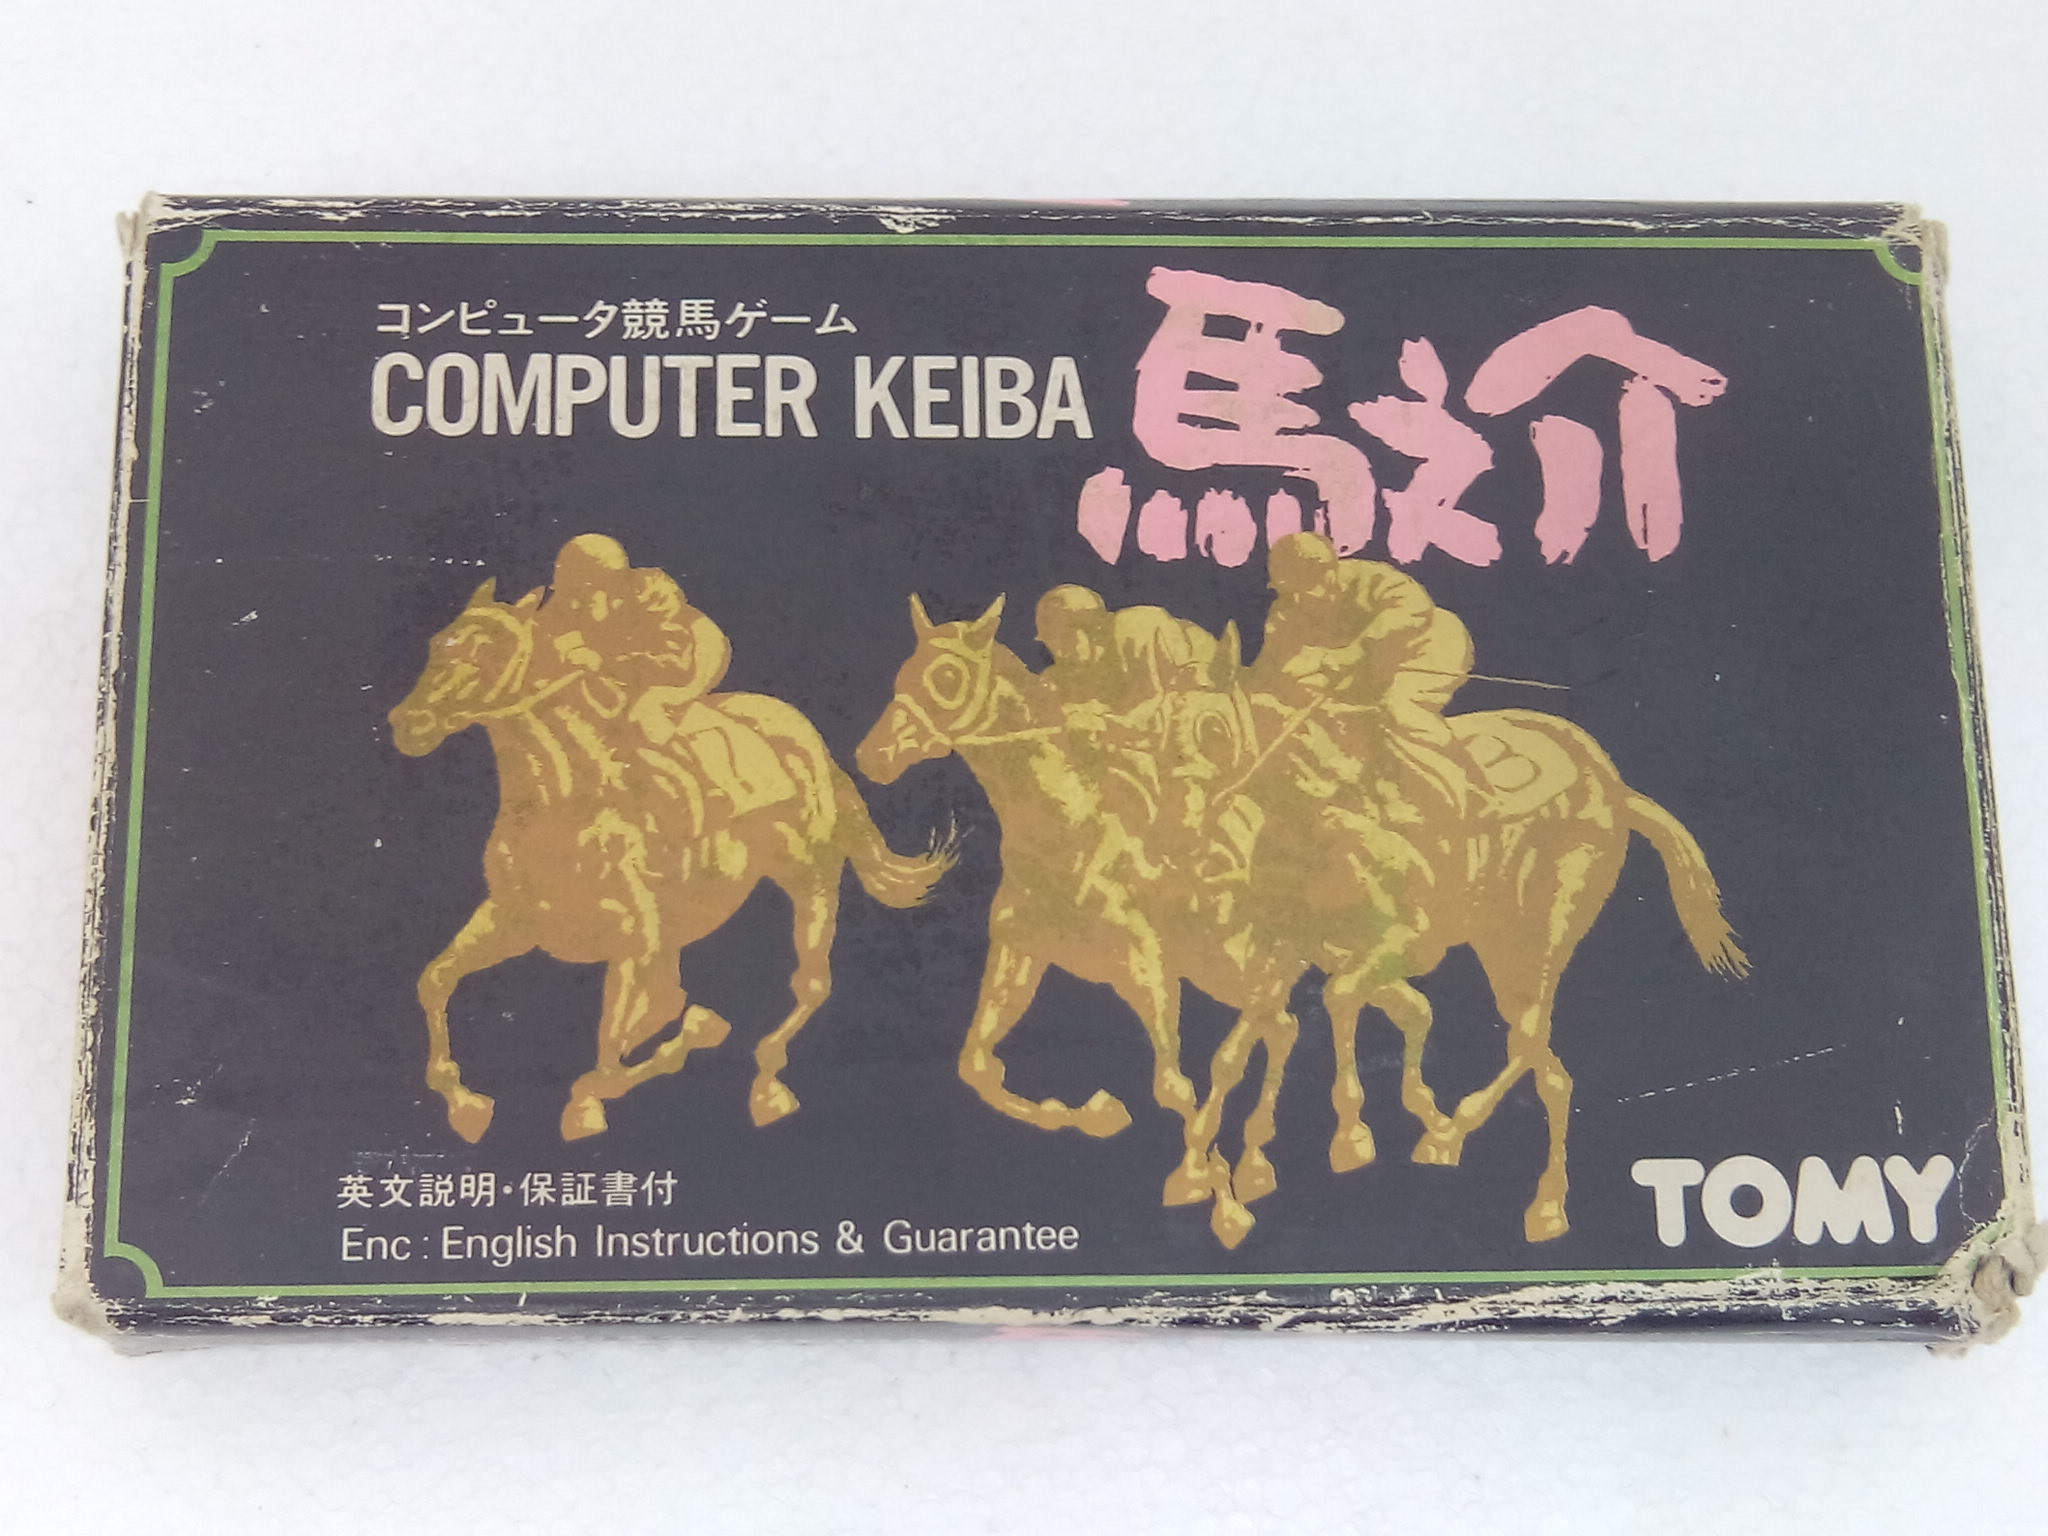 コンピュータ競馬ゲーム
COMPUTER KEIBA 馬之介
英文説明・保証書付
Enc : English Instructions & Guarantee
TOMY